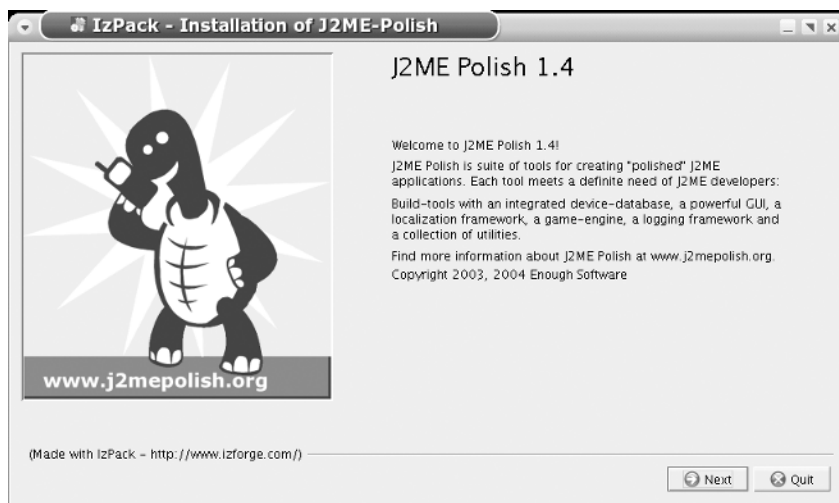 IzPack - Installation of J2ME-Polish
J2ME Polish 1.4
Welcome to J2ME Polish 1.4!
J2ME Polish is suite of tools for creating "polished" J2ME
applications. Each tool meets a definite need of J2ME developers:
Build-tools with an integrated device-database, a powerful GUI, a
localization framework, a game-engine, a logging framework and
a collection of utilities.
Find more information about J2ME Polish at www.j2mepolish.org.
Copyright 2003, 2004 Enough Software
www.j2mepolish.org
(Made with IzPack - http://www.izforge.com/)
Next
Quit